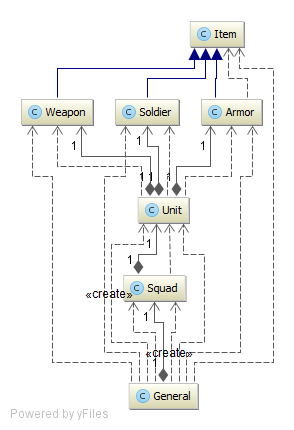 C Item
C Weapon
C Soldier
C Armor
1
1
1
1
C Unit
1
1
C Squad
«create»
1
1
«create»
C General
Powered by yFiles